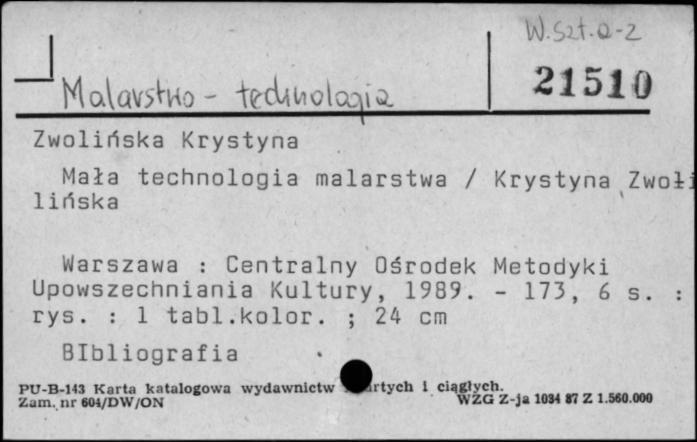 W.Szt.a-z
21510
Malarstwo - technologia
Zwolińska Krystyna
Mała technologia malarstwa / Krystyna Zwołi
lińska
Warszawa : Centralny Ośrodek Metodyki
Upowszechniania Kultury, 1989. - 173, 6 s. :
rys. : 1 tabl.kolor. ; 24 cm
BIbliografia
PU-B-143 Karta katalogowa wydawnictw rtych i ciągłych.
Zam. nr 604/DW/ON WZG Z-ja 1034 87 Z 1.560.000